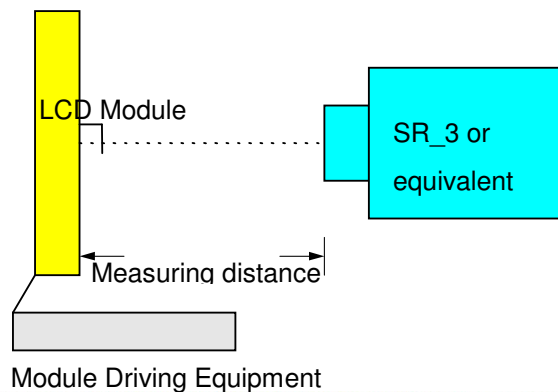 LCD Module
SR_3 or
equivalent
Measuring distance
Module Driving Equipment